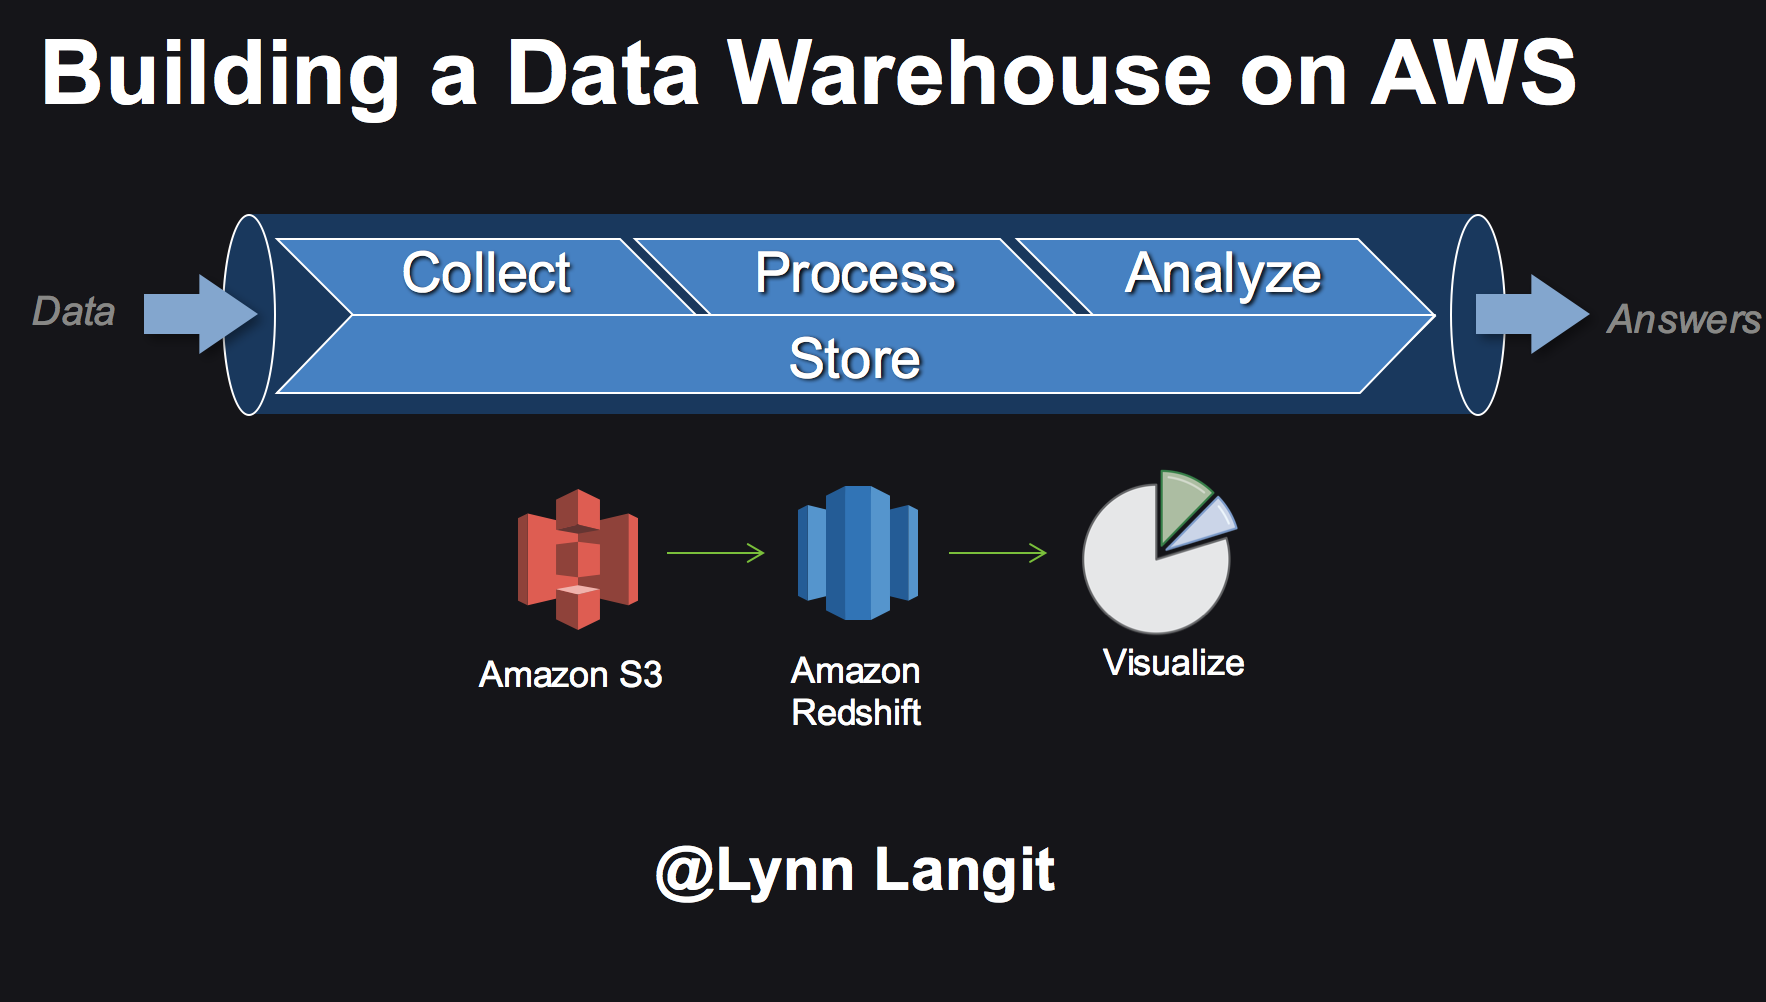 Building a Data Warehouse on AWS
Collect
Process
Analyze
Data
Answers
Store
Amazon S3
Amazon
Redshift
Visualize
@Lynn Langit